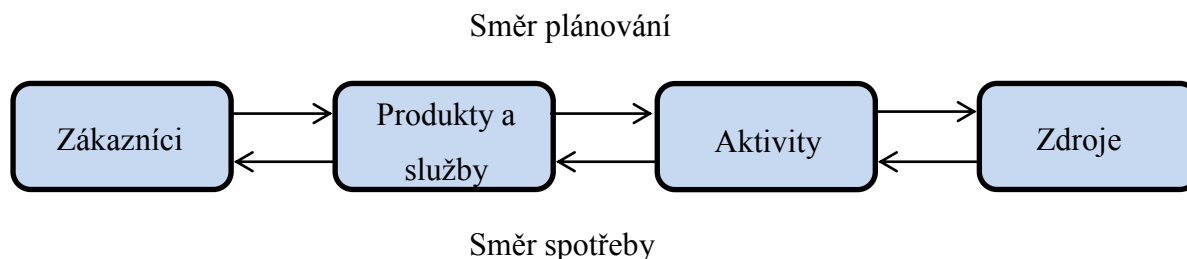 Směr plánování
Zákazníci
Produkty a
služby
Aktivity
Zdroje
Směr spotřeby